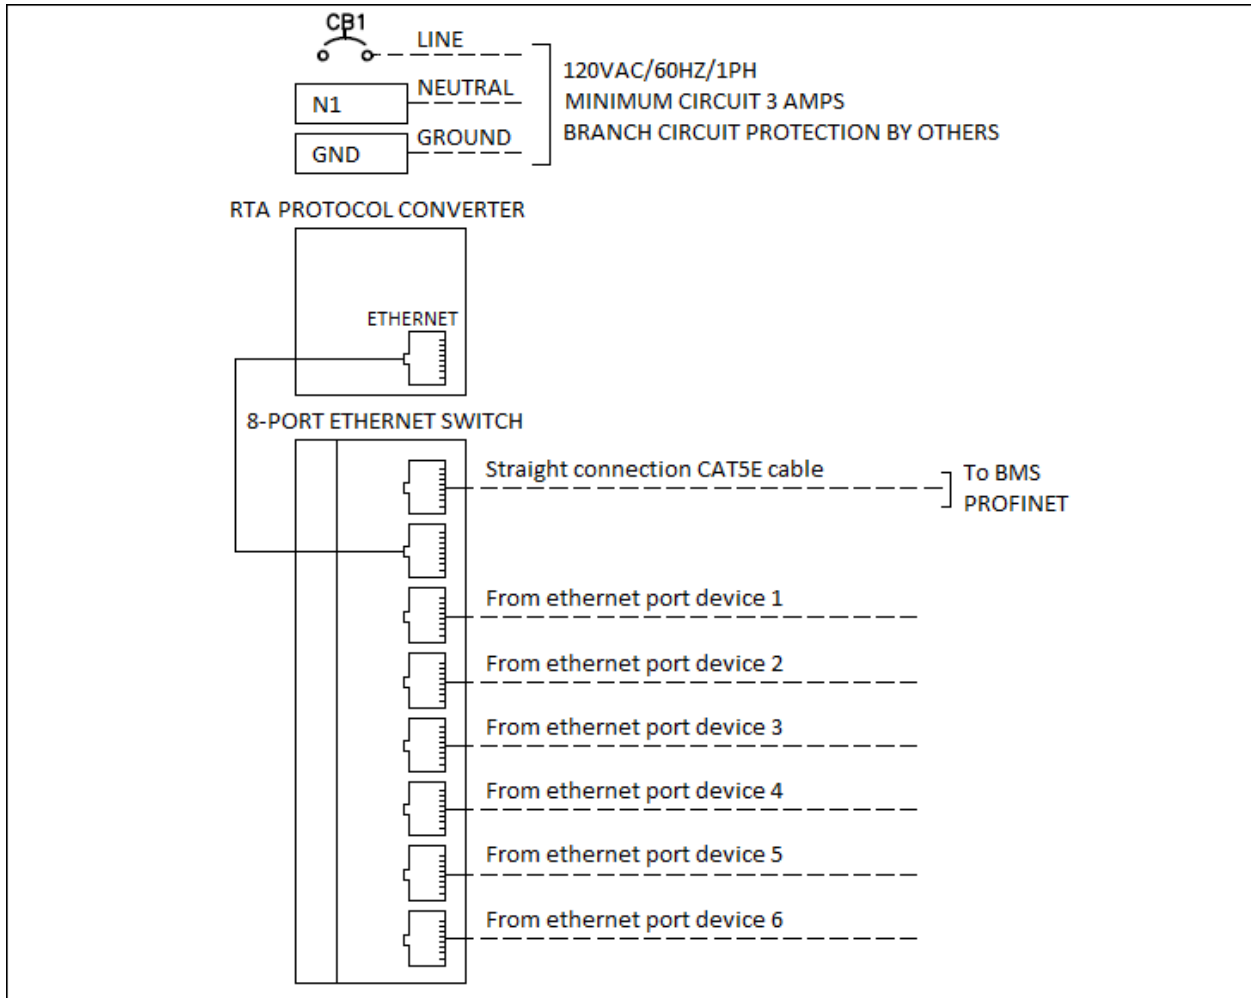 CB1
LINE
120VAC/60HZ/1PH
NEUTRAL
N1
MINIMUM CIRCUIT 3 AMPS
GROUND
BRANCH CIRCUIT PROTECTION BY OTHERS
GND
RTA PROTOCOL CONVERTER
ETHERNET
8-PORT ETHERNET SWITCH
Straight connection CAT5E cable
To BMS
PROFINET
From ethernet port device 1
From ethernet port device 2
From ethernet port device 3
From ethernet port device 4
From ethernet port device 5
From ethernet port device 6